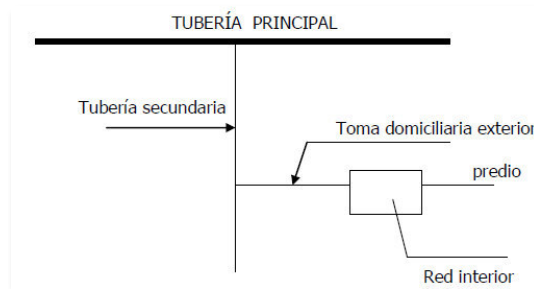 TUBERÍA PRINCIPAL
Tubería secundaria
Toma domiciliaria exterior
predio
Red interior